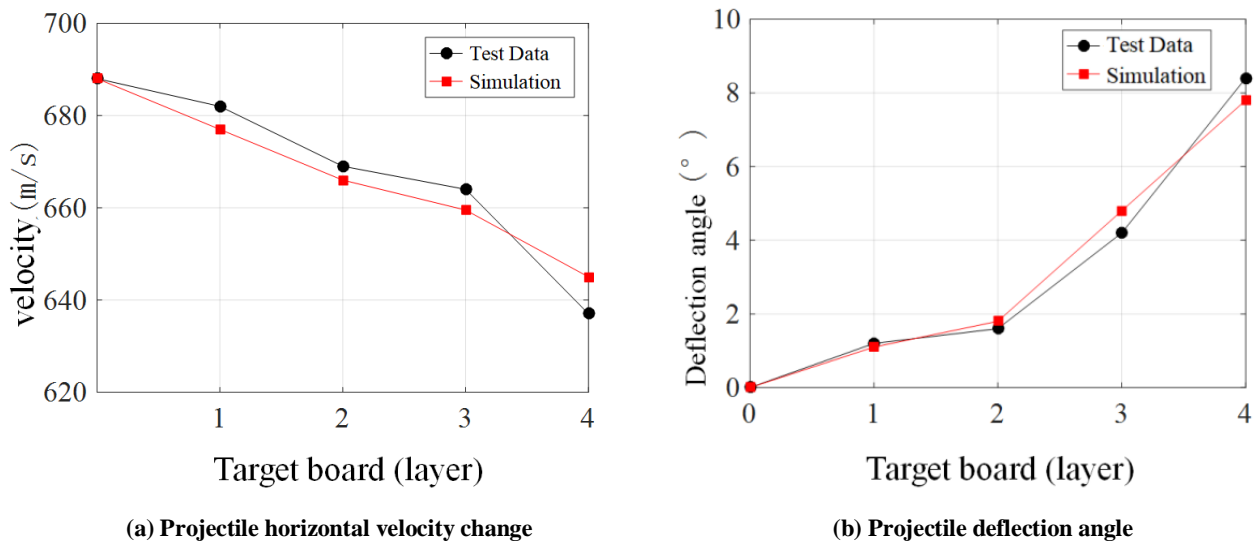 700
680
660
640
620
velocity(m/s)
Test Data
Simulation
1
2
3
4
Target board (layer)
(a) Projectile horizontal velocity change
10
8
6
4
2
0
Deflection angle（°）
Test Data
Simulation
0
1
2
3
4
Target board (layer)
(b) Projectile deflection angle